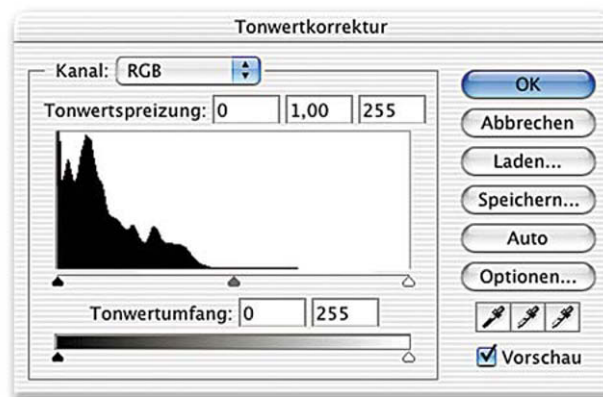 Tonwertkorrektur
Kanal: RGB
Tonwertspreizung: 0 1,00 255
Tonwertumfang: 0 255
OK
Abbrechen
Laden...
Speichern...
Auto
Optionen...
Vorschau